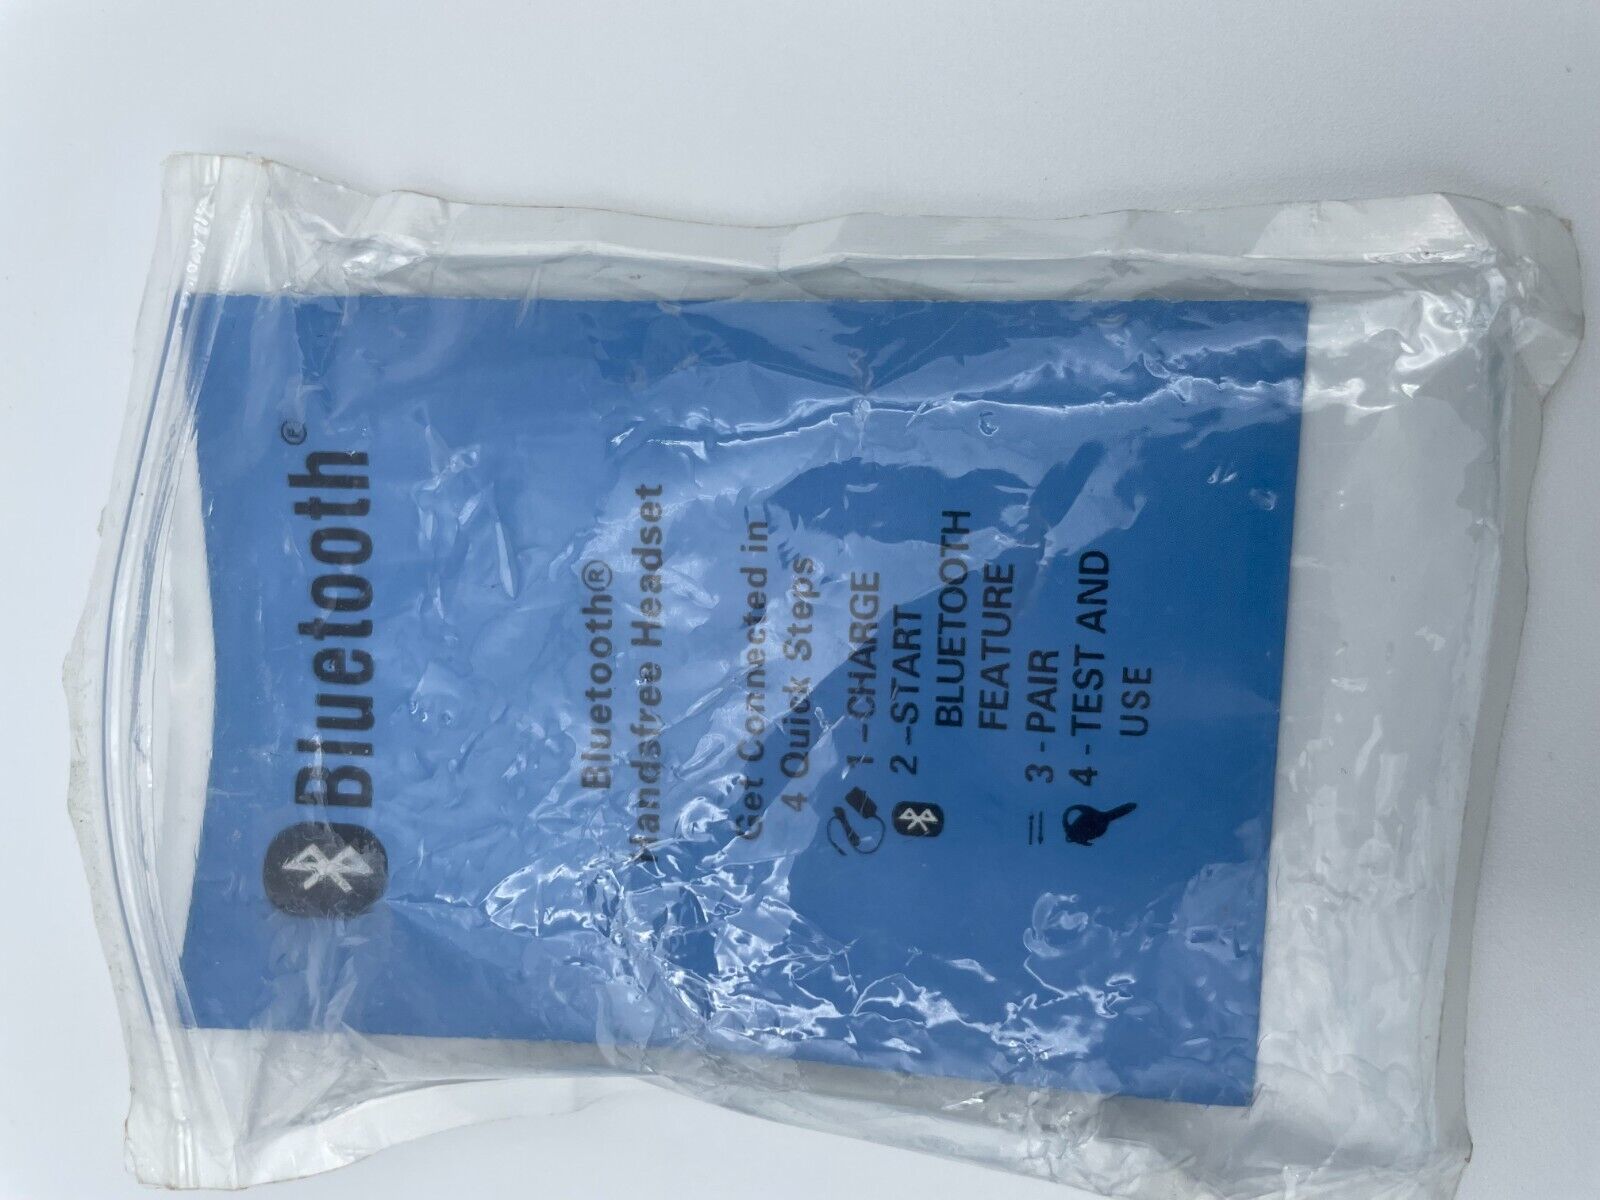 Bluetooth®
Bluetooth®
Handsfree Headset
Get Connected in
4 Quick Steps
1 –CHARGE
2 –START
BLUETOOTH
FEATURE
3 - PAIR
4 - TEST AND
USE